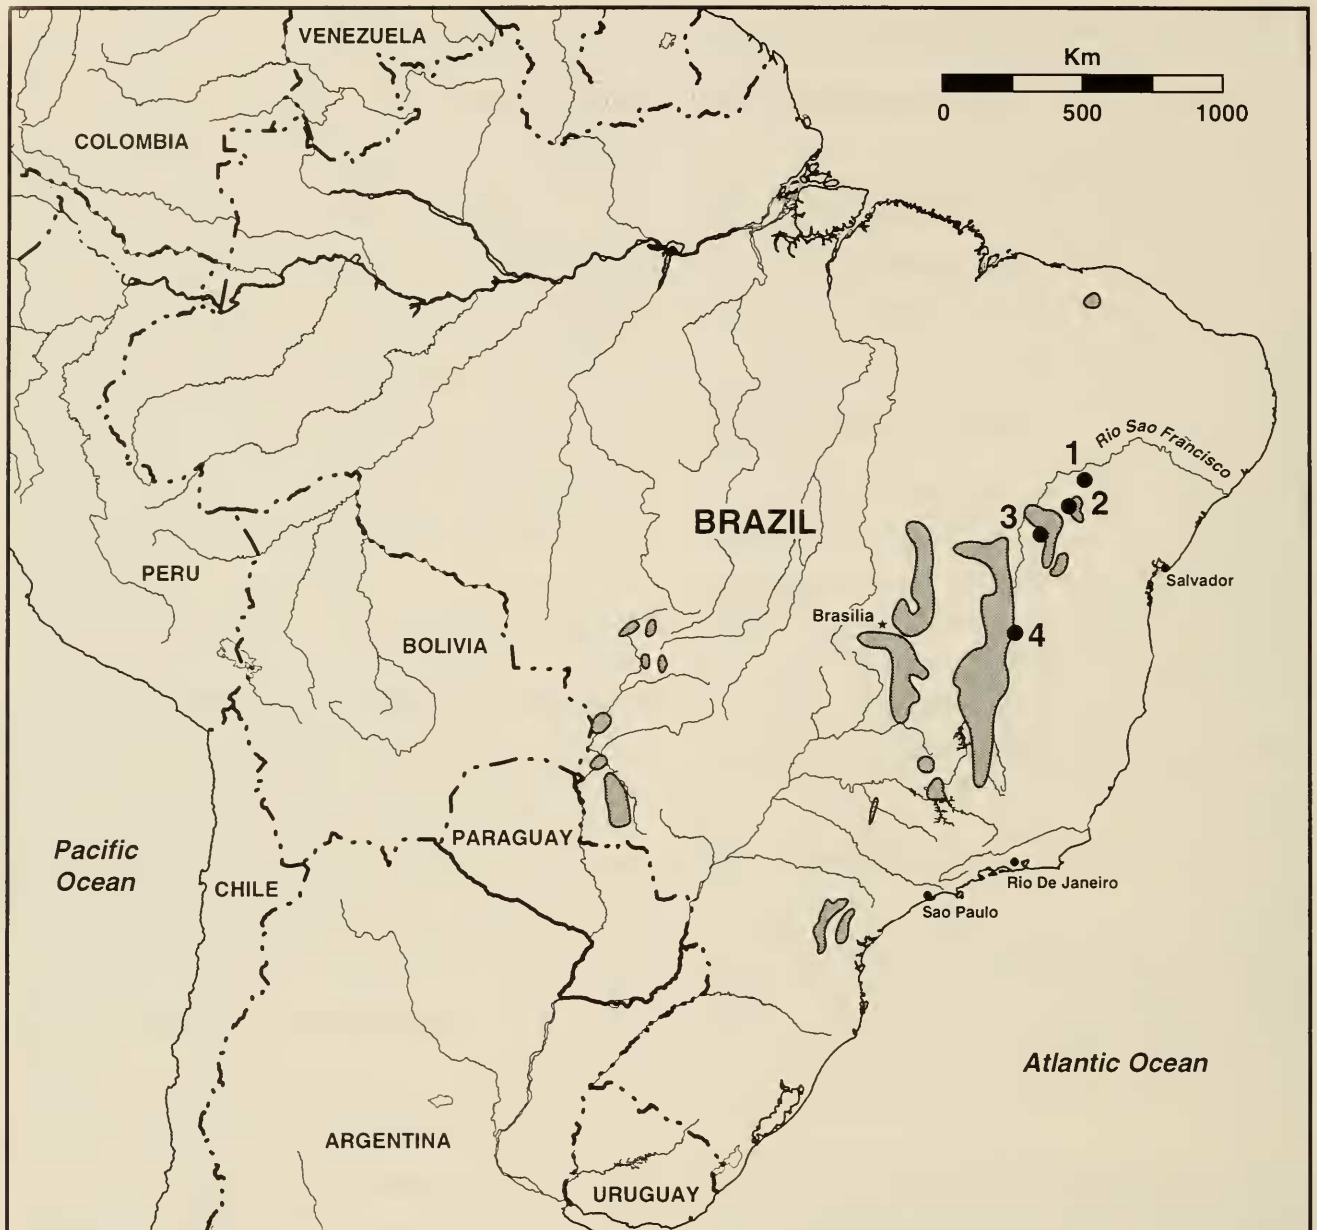 VENEZUELA
Km
0 500 1000
COLOMBIA
Rio Sao Francisco
1
2
BRAZIL
3
PERU
Salvador
Brasilia
4
BOLIVIA
PARAGUAY
Pacific
Ocean
CHILE
Rio De Janeiro
Sao Paulo
Atlantic Ocean
ARGENTINA
URUGUAY